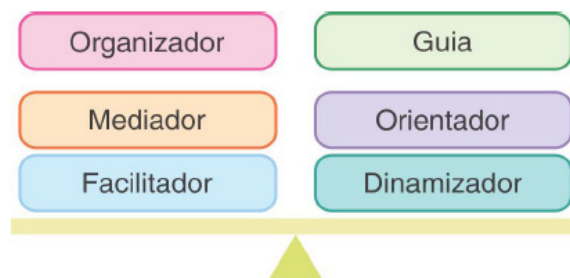 Organizador
Guia
Mediador
Orientador
Facilitador
Dinamizador